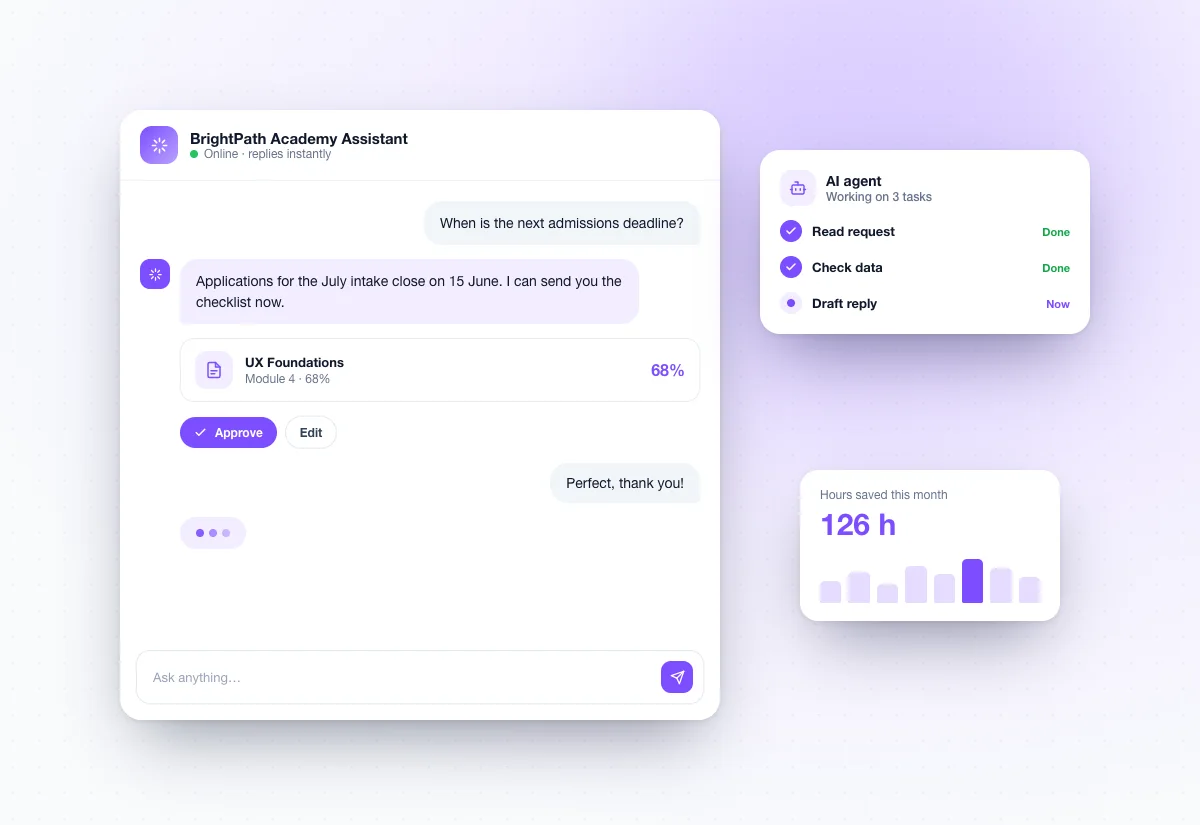 BrightPath Academy Assistant
Online · replies instantly
When is the next admissions deadline?
Applications for the July intake close on 15 June. I can send you the
checklist now.
UX Foundations
Module 4 · 68%
68%
Approve
Edit
Perfect, thank you!
Ask anything…
AI agent
Working on 3 tasks
Read request
Done
Check data
Done
Draft reply
Now
Hours saved this month
126 h